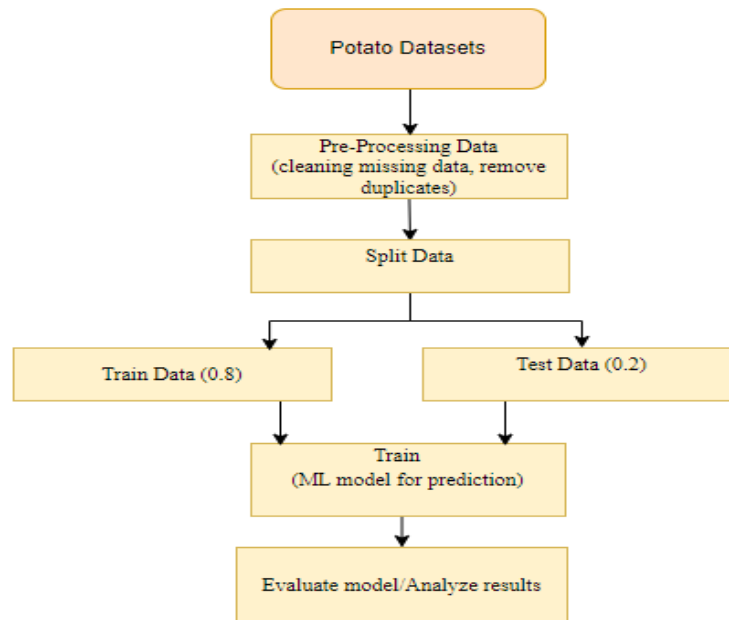 Potato Datasets
Pre-Processing Data
(cleaning missing data, remove
duplicates)
Split Data
Train Data (0.8)
Test Data (0.2)
Train
(ML model for prediction)
Evaluate model/Analyze results